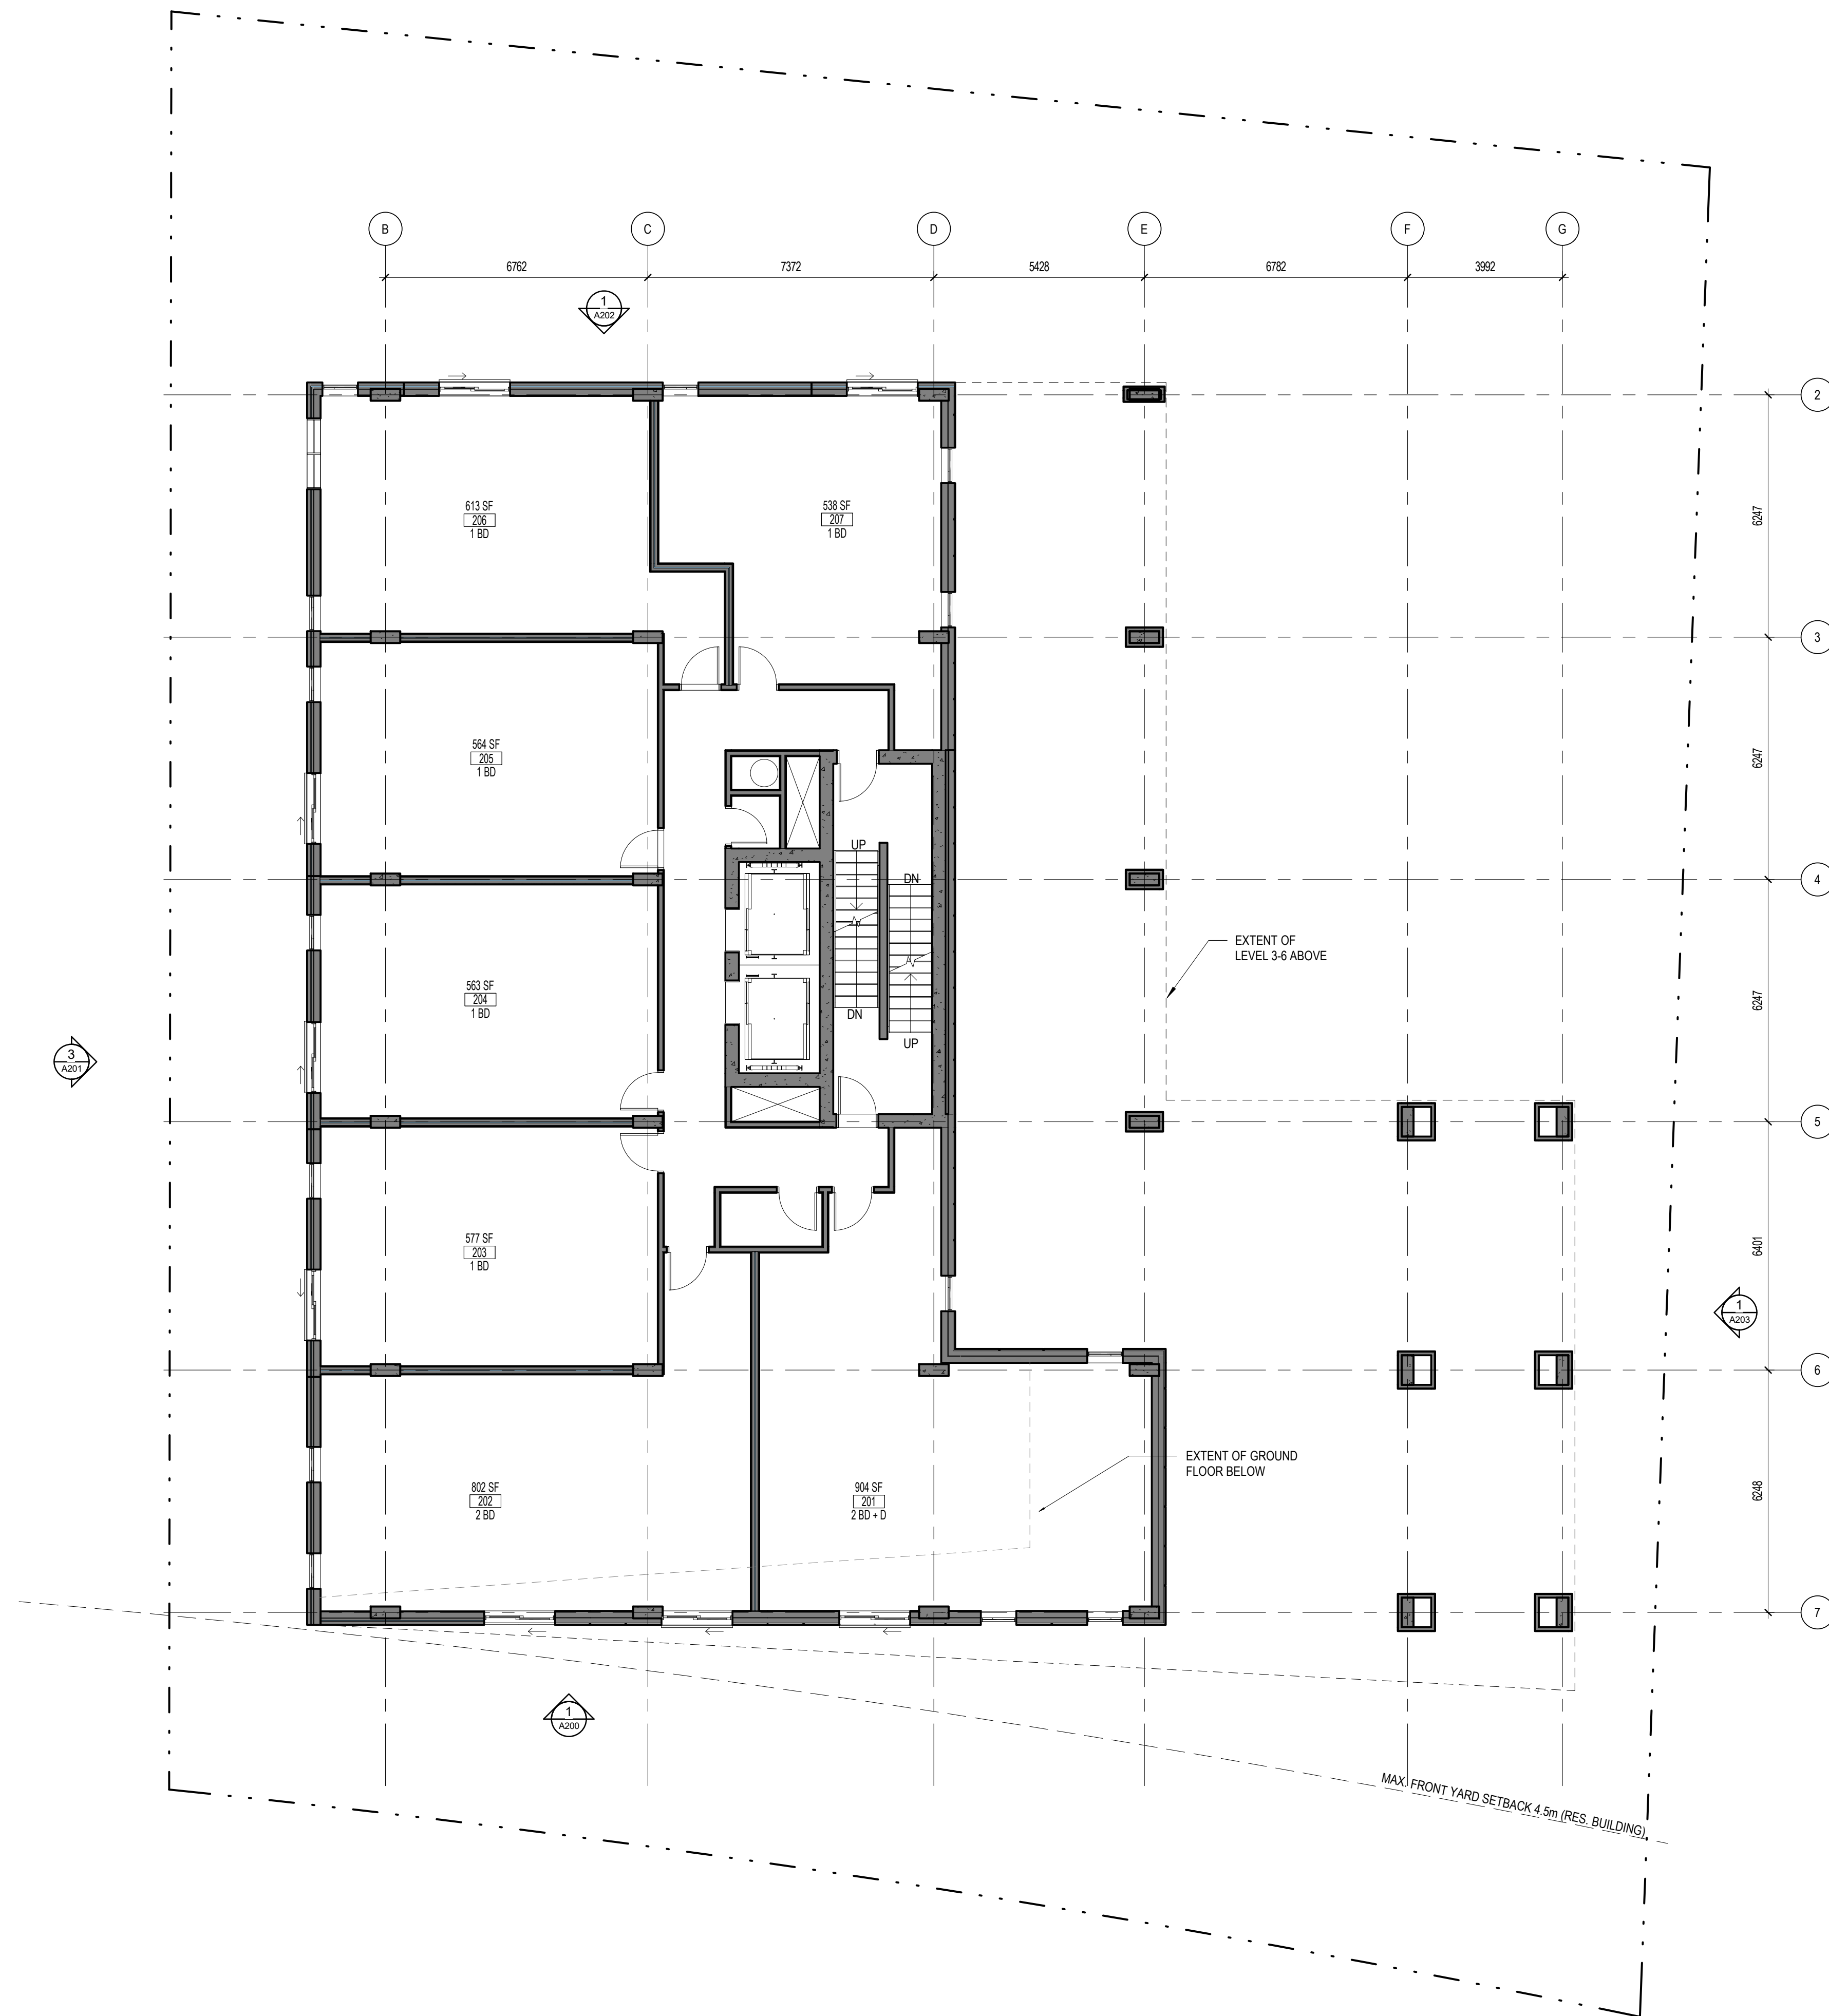 B
C
D
E
F
G
6762
7372
5428
6782
3992
1
A202
2
6247
613 SF
206
1 BD
538 SF
207
1 BD
3
564 SF
205
1 BD
6247
UP
DN
4
EXTENT OF
LEVEL 3-6 ABOVE
563 SF
204
1 BD
6247
DN
UP
3
A201
5
577 SF
203
1 BD
6401
1
A203
6
EXTENT OF GROUND
FLOOR BELOW
802 SF
202
2 BD
904 SF
201
2 BD + D
6248
7
1
A200
MAX. FRONT YARD SETBACK 4.5m (RES. BUILDING)